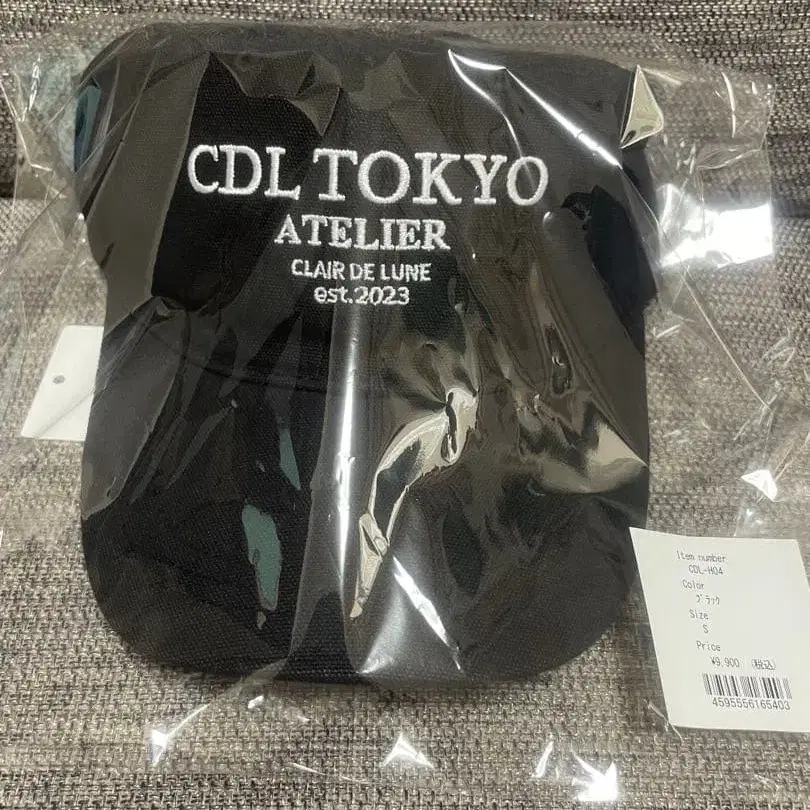 CDL TOKYO
ATELIER
CLAIR DE LUNE
est.2023
Item number
CDL-H04
Color
ﾌﾞﾗｯｸ
Size
S
Price
¥9,900 (税込)
4595556165403